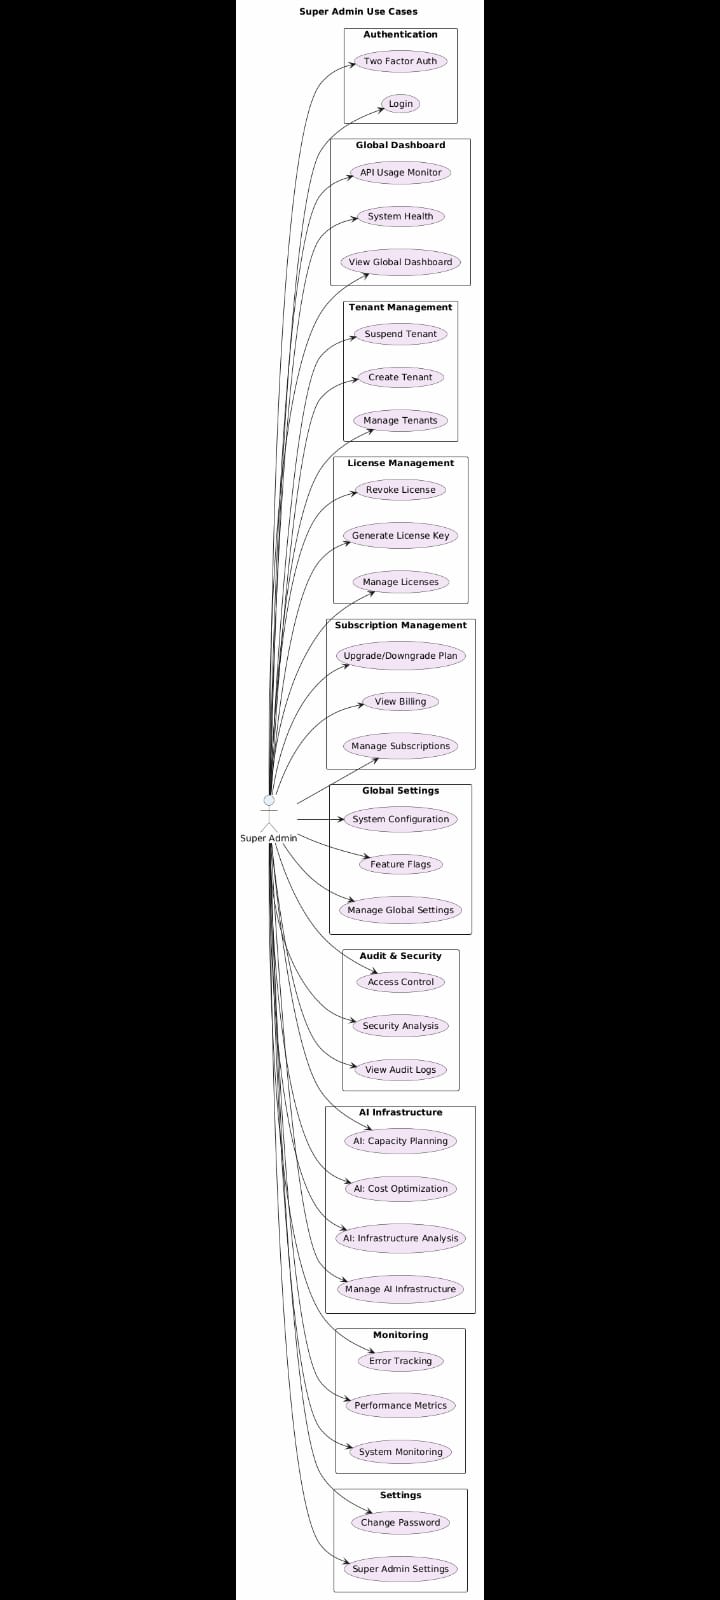 Super Admin Use Cases
Authentication
Two Factor Auth
Login
Global Dashboard
API Usage Monitor
System Health
View Global Dashboard
Tenant Management
Suspend Tenant
Create Tenant
Manage Tenants
License Management
Revoke License
Generate License Key
Manage Licenses
Subscription Management
Upgrade/Downgrade Plan
View Billing
Manage Subscriptions
Super Admin
Global Settings
System Configuration
Feature Flags
Manage Global Settings
Audit & Security
Access Control
Security Analysis
View Audit Logs
AI Infrastructure
AI: Capacity Planning
AI: Cost Optimization
AI: Infrastructure Analysis
Manage AI Infrastructure
Monitoring
Error Tracking
Performance Metrics
System Monitoring
Settings
Change Password
Super Admin Settings